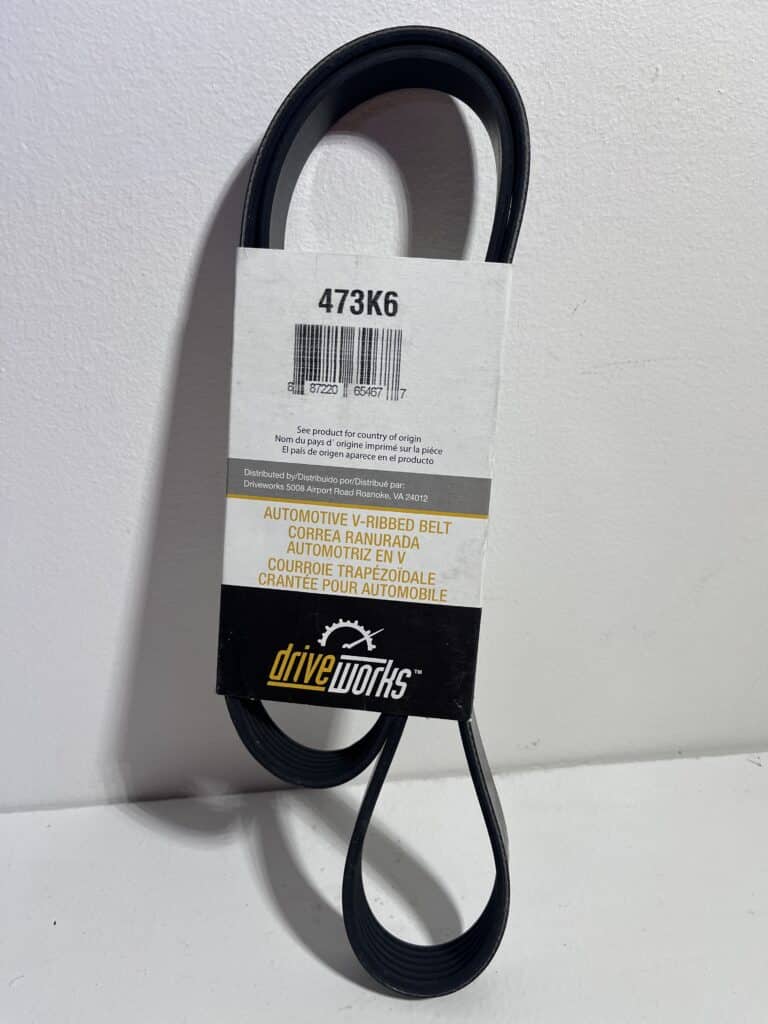 473K6
8 87220 65467 7
See product for country of origin
Nom du pays d' origine imprimé sur la pièce
El país de origen aparece en el producto
Distributed by/Distribuido por/Distribué par:
Driveworks 5008 Airport Road Roanoke, VA 24012
AUTOMOTIVE V-RIBBED BELT
CORREA RANURADA
AUTOMOTRIZ EN V
COURROIE TRAPÉZOÏDALE
CRANTÉE POUR AUTOMOBILE
driveworks™